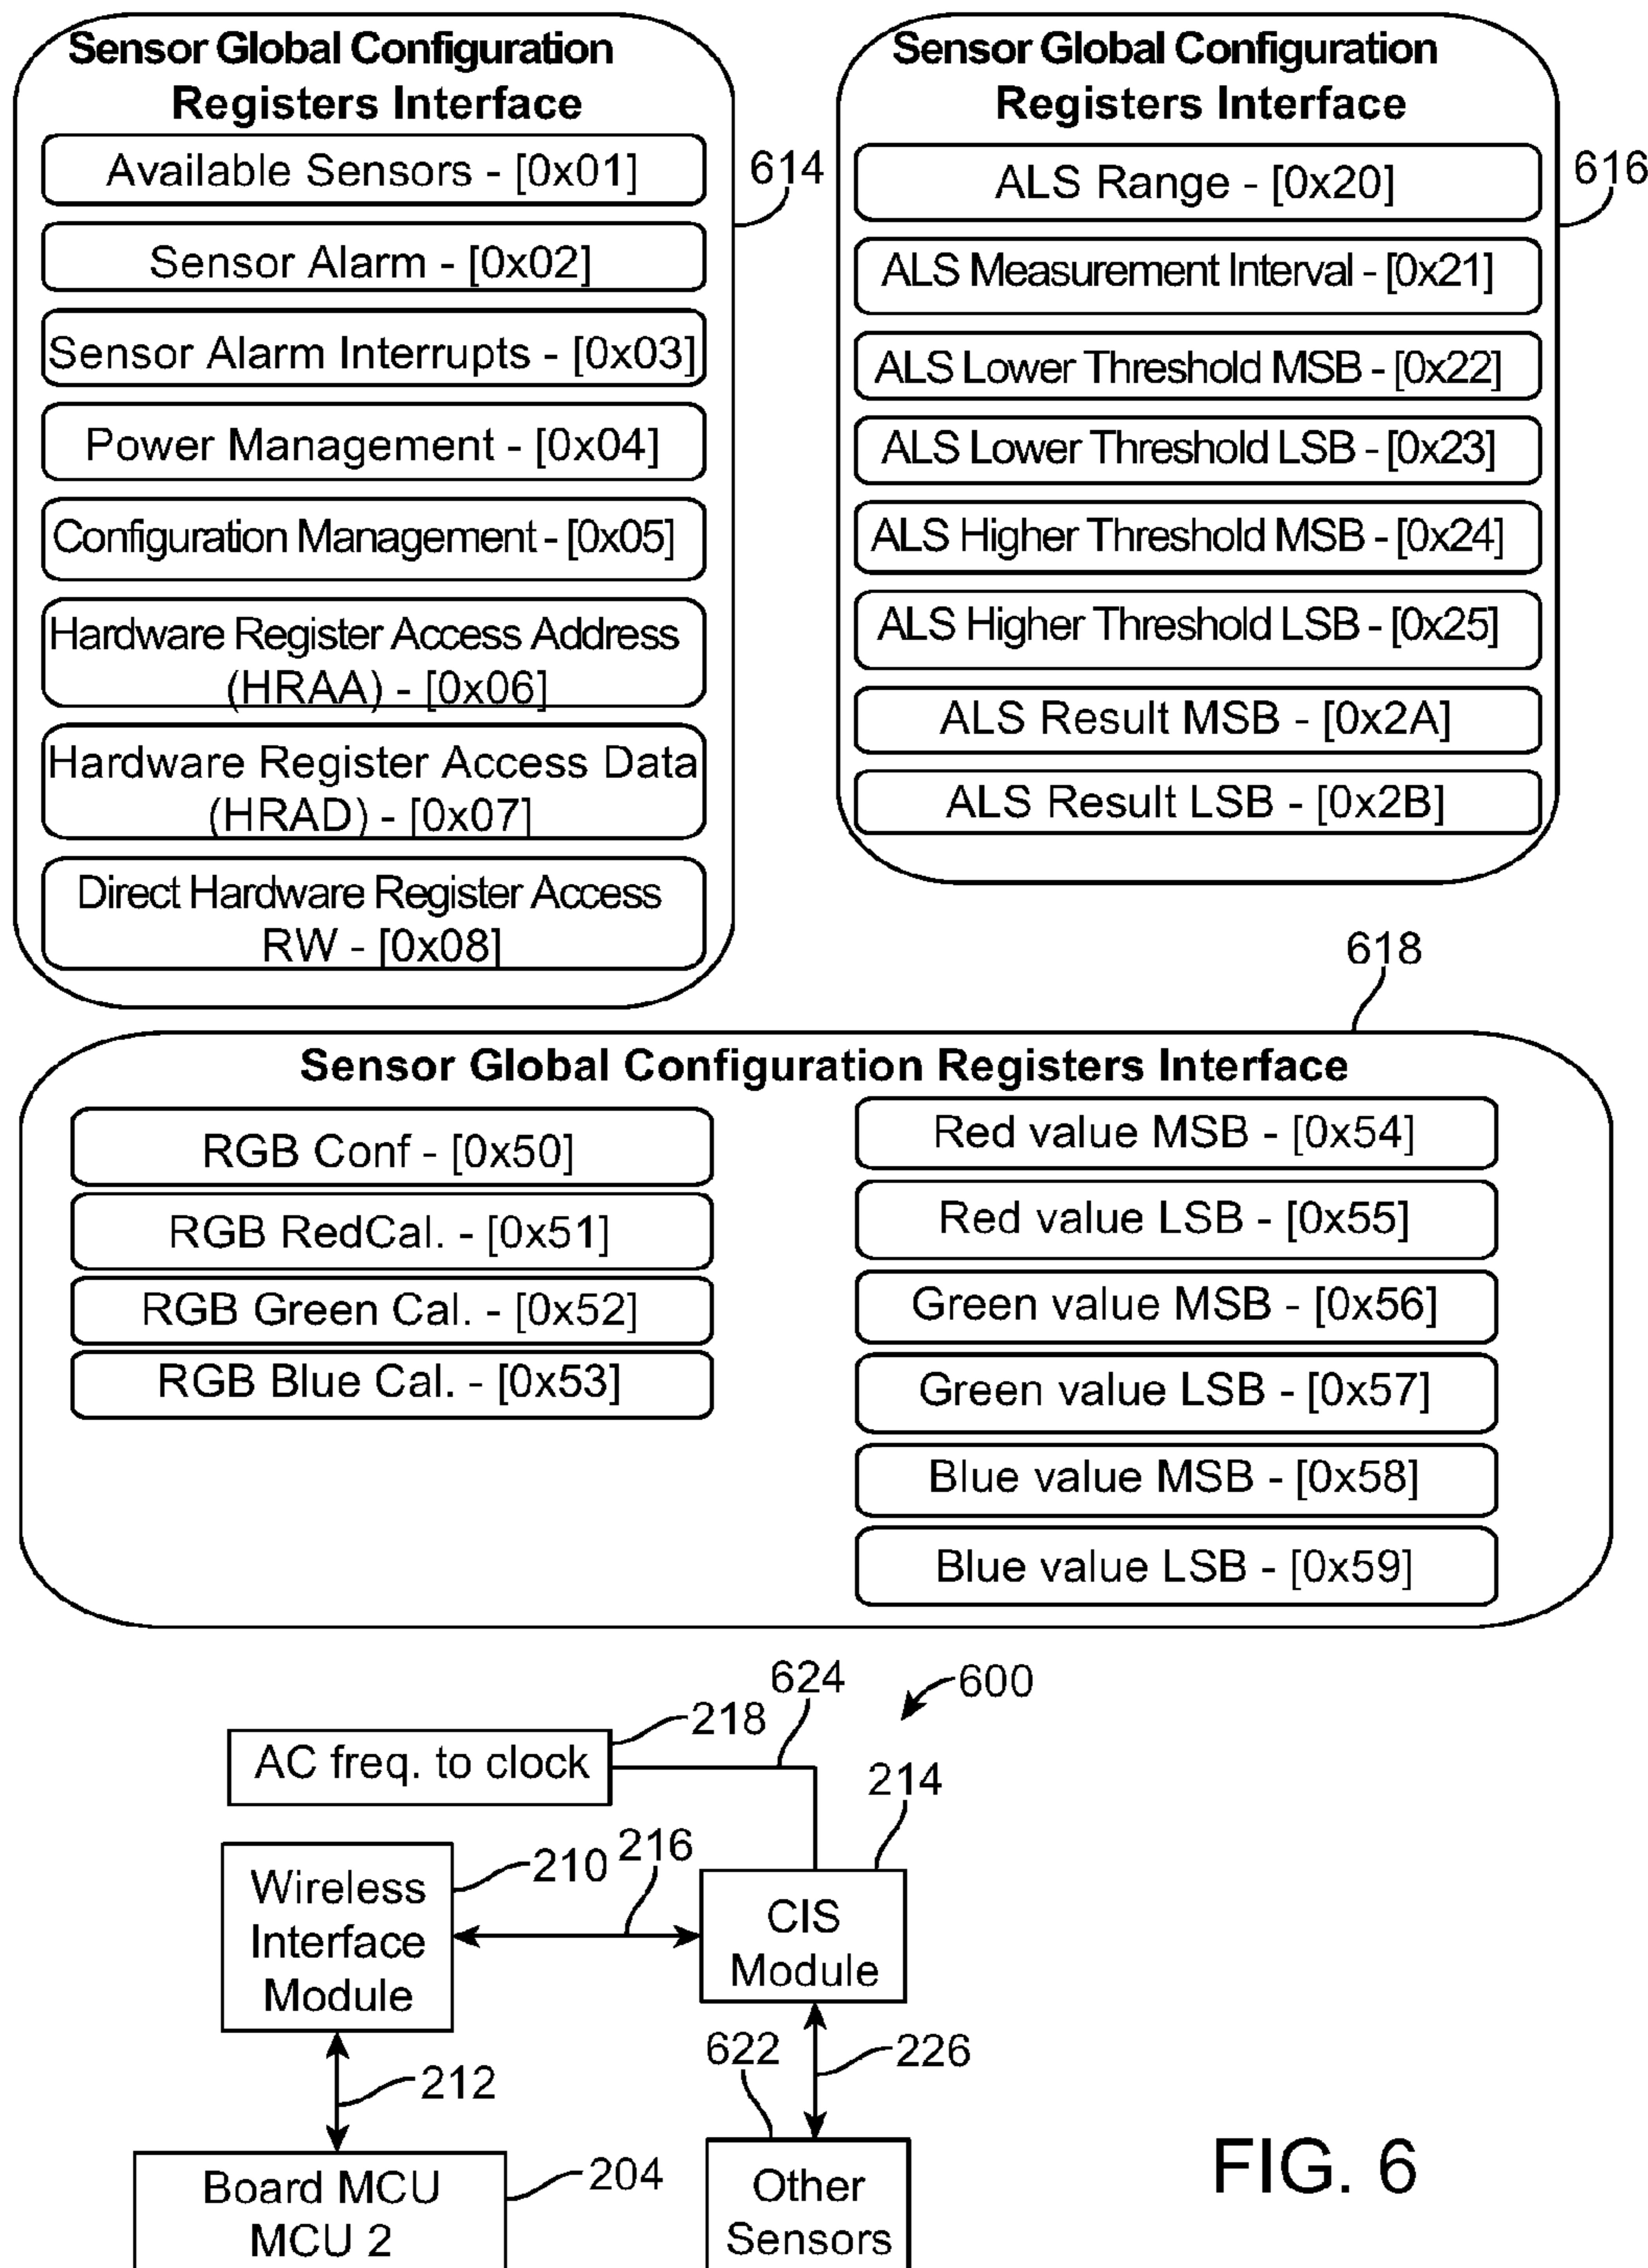 Sensor Global Configuration
Registers Interface
Available Sensors - [0x01]
Sensor Alarm - [0x02]
Sensor Alarm Interrupts - [0x03]
Power Management - [0x04]
Configuration Management - [0x05]
Hardware Register Access Address
(HRAA) - [0x06]
Hardware Register Access Data
(HRAD) - [0x07]
Direct Hardware Register Access
RW - [0x08]
614
Sensor Global Configuration
Registers Interface
ALS Range - [0x20]
ALS Measurement Interval - [0x21]
ALS Lower Threshold MSB - [0x22]
ALS Lower Threshold LSB - [0x23]
ALS Higher Threshold MSB - [0x24]
ALS Higher Threshold LSB - [0x25]
ALS Result MSB - [0x2A]
ALS Result LSB - [0x2B]
616
618
Sensor Global Configuration Registers Interface
RGB Conf - [0x50]
RGB RedCal. - [0x51]
RGB Green Cal. - [0x52]
RGB Blue Cal. - [0x53]
Red value MSB - [0x54]
Red value LSB - [0x55]
Green value MSB - [0x56]
Green value LSB - [0x57]
Blue value MSB - [0x58]
Blue value LSB - [0x59]
624
600
218
AC freq. to clock
214
216
210
Wireless
Interface
Module
CIS
Module
622
226
212
Board MCU
MCU 2
204
Other
Sensors
FIG. 6